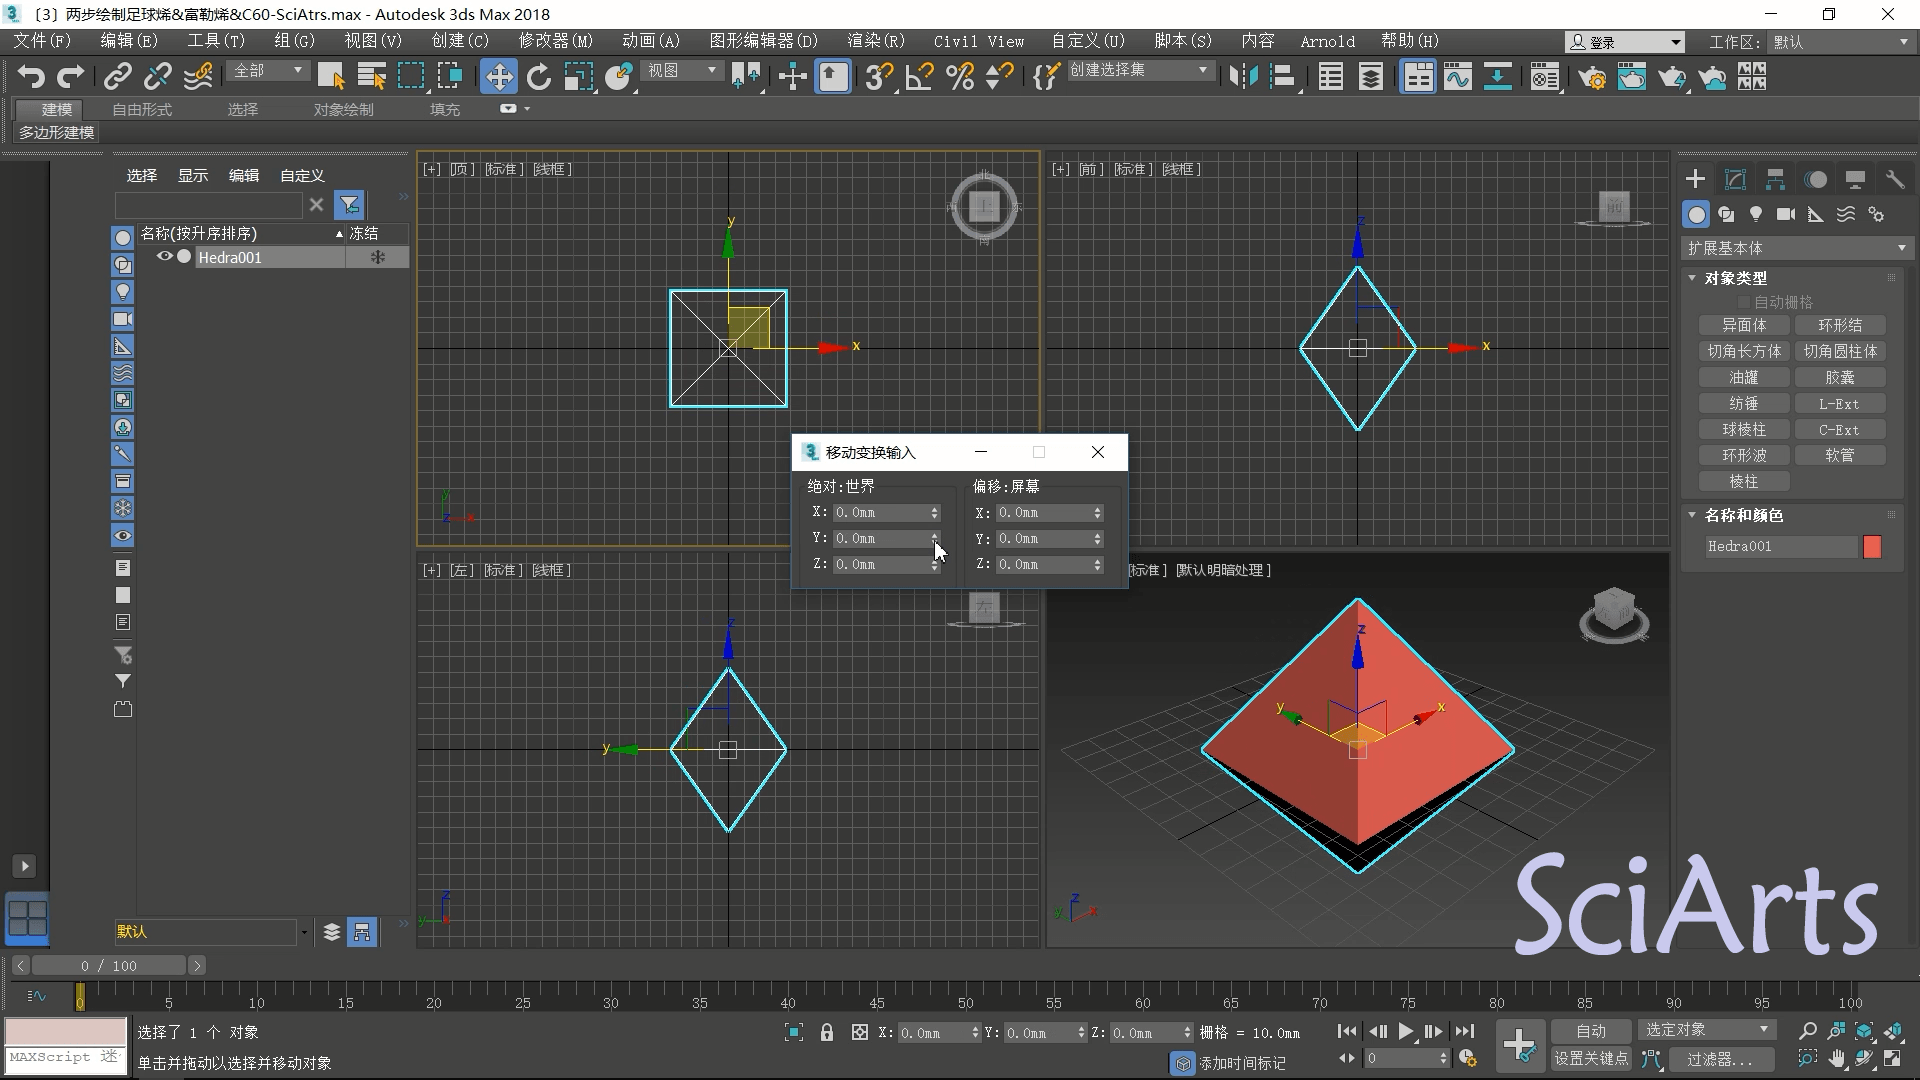 〔3〕两步绘制足球烯&富勒烯&C60-SciAtrs.max - Autodesk 3ds Max 2018
文件(F) 编辑(E) 工具(T) 组(G) 视图(V) 创建(C) 修改器(M) 动画(A) 图形编辑器(D) 渲染(R) Civil View 自定义(U) 脚本(S) 内容 Arnold 帮助(H) 登录 工作区: 默认
全部 视图 创建选择集
建模 自由形式 选择 对象绘制 填充
多边形建模
选择 显示 编辑 自定义
名称(按升序排序) 冻结
Hedra001
默认
[+] [顶] [标准] [线框]
上
北
东
南
西
y
x
[+] [前] [标准] [线框]
前
z
x
[+] [左] [标准] [线框]
左
z
y
标准] [默认明暗处理]
z
y
x
移动变换输入
绝对:世界 偏移:屏幕
X: 0.0mm X: 0.0mm
Y: 0.0mm Y: 0.0mm
Z: 0.0mm Z: 0.0mm
扩展基本体
对象类型
自动栅格
异面体 环形结
切角长方体 切角圆柱体
油罐 胶囊
纺锤 L-Ext
球棱柱 C-Ext
环形波 软管
棱柱
名称和颜色
Hedra001
SciArts
0 / 100
0 5 10 15 20 25 30 35 40 45 50 55 60 65 70 75 80 85 90 95 100
选择了 1 个 对象 X: 0.0mm Y: 0.0mm Z: 0.0mm 栅格 = 10.0mm 自动 选定对象
MAXScript 迷 单击并拖动以选择并移动对象 添加时间标记 0 设置关键点 过滤器...